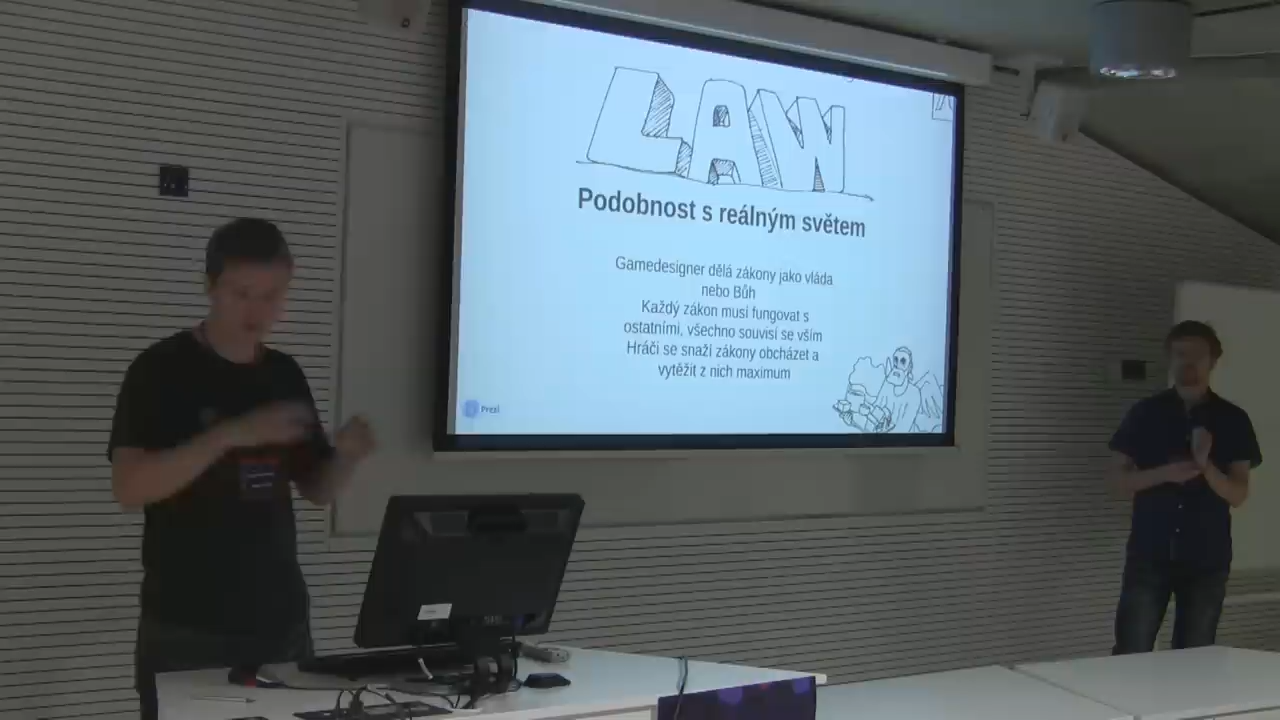 LAW
Podobnost s reálným světem
Gamedesigner dělá zákony jako vláda
nebo Bůh
Každý zákon musí fungovat s
ostatními, všechno souvisí se vším
Hráči se snaží zákony obcházet a
vytěžit z nich maximum
Prezi